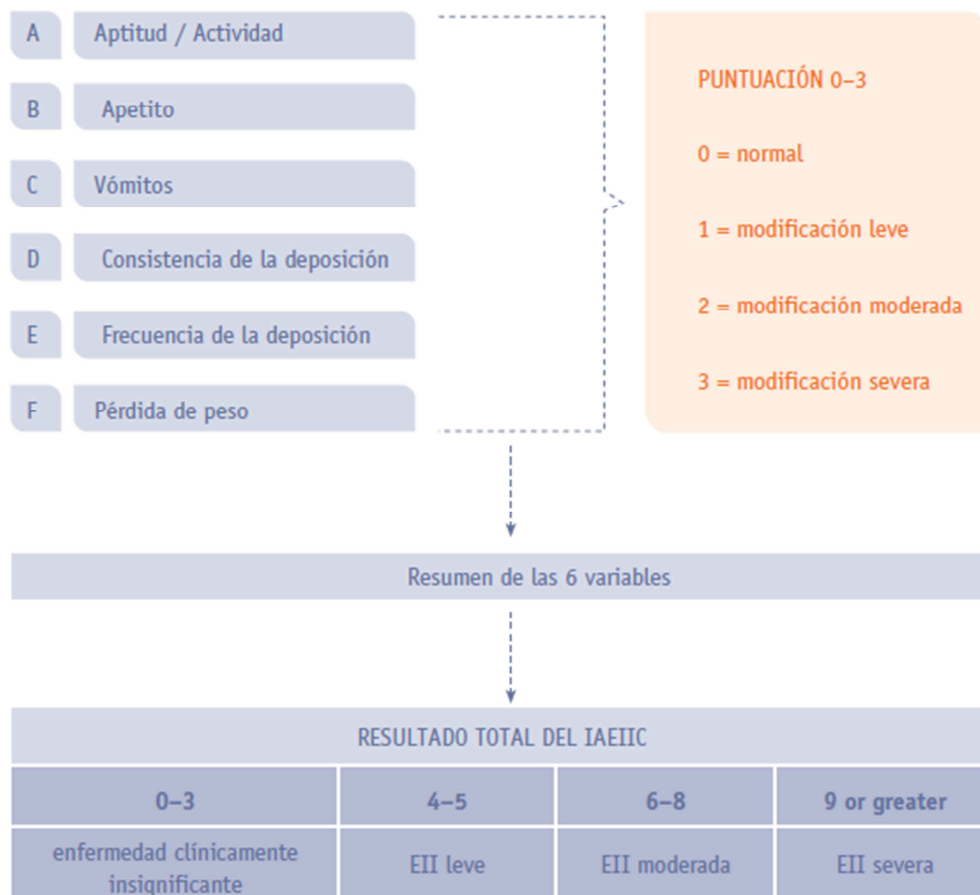 A Aptitud / Actividad
B Apetito
C Vómitos
D Consistencia de la deposición
E Frecuencia de la deposición
F Pérdida de peso
PUNTUACIÓN 0–3
0 = normal
1 = modificación leve
2 = modificación moderada
3 = modificación severa
Resumen de las 6 variables
RESULTADO TOTAL DEL IAEIIC
0–3 4–5 6–8 9 or greater
enfermedad clínicamente
insignificante
EII leve EII moderada EII severa